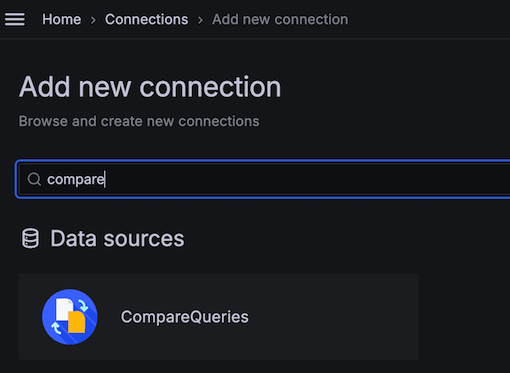 Home > Connections > Add new connection
Add new connection
Browse and create new connections
compare
Data sources
CompareQueries